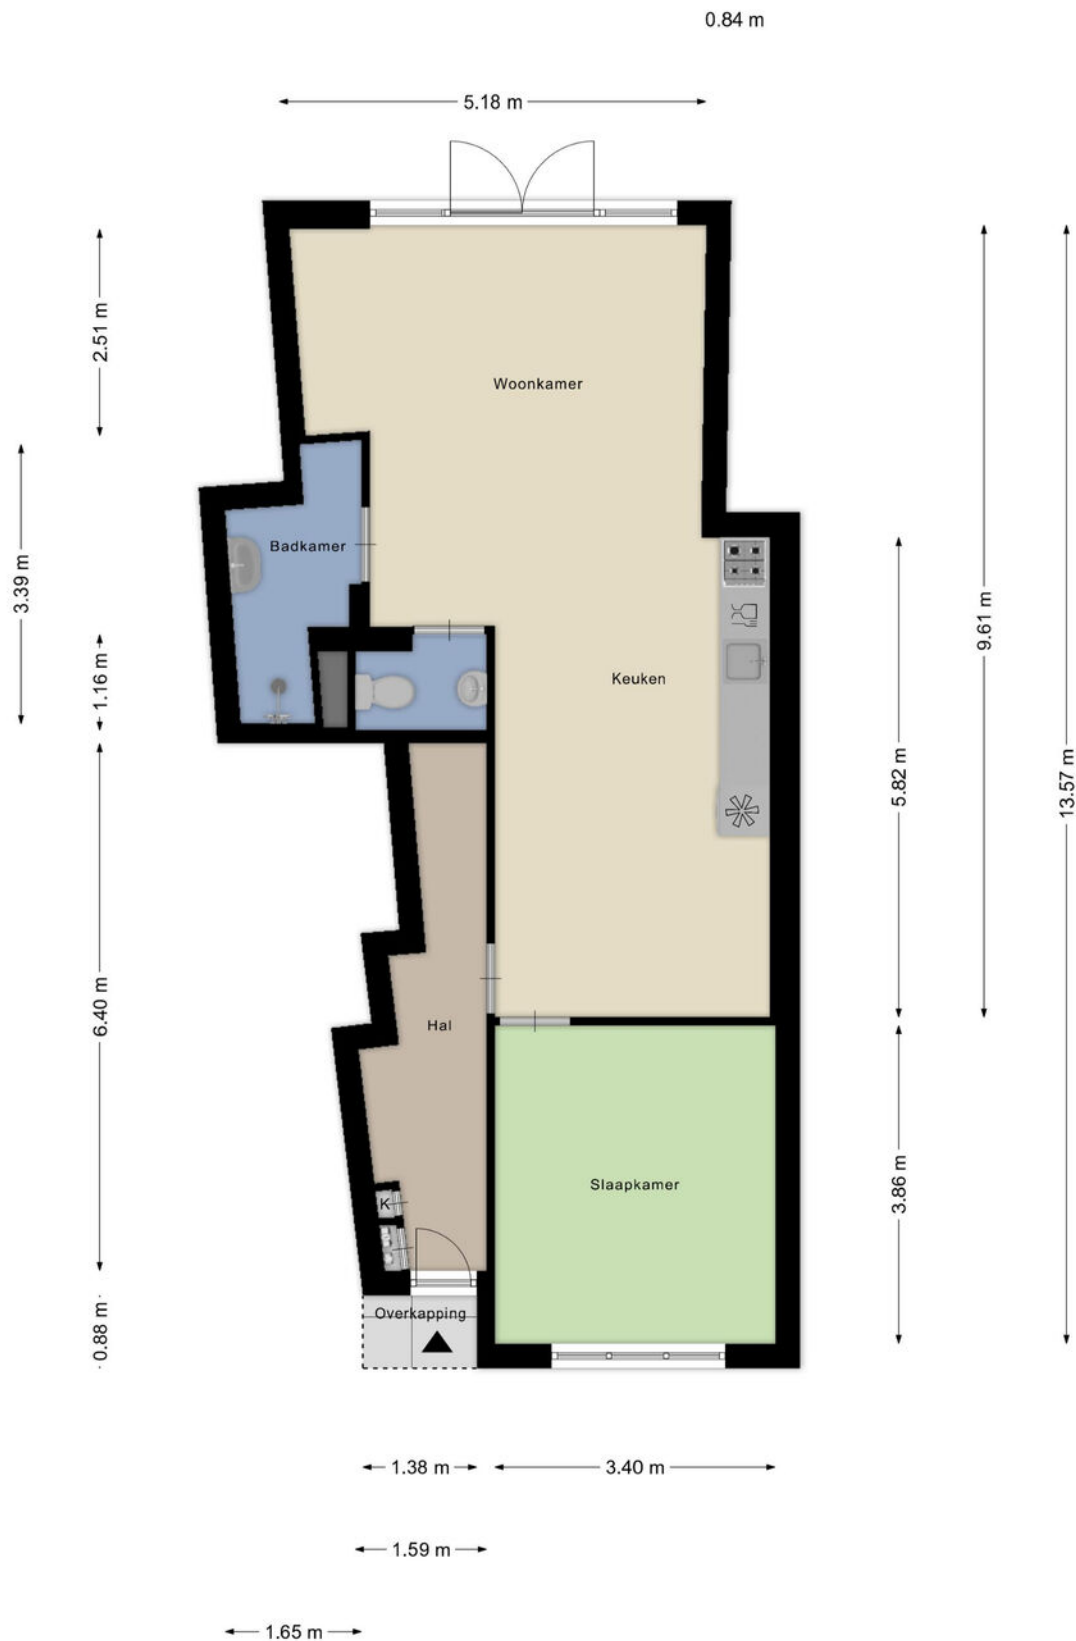 0.84 m
5.18 m
2.51 m
Woonkamer
Badkamer
3.39 m
9.61 m
1.16 m
Keuken
5.82 m
13.57 m
6.40 m
Hal
Slaapkamer
3.86 m
K
Overkapping
0.88 m
1.38 m
3.40 m
1.59 m
1.65 m